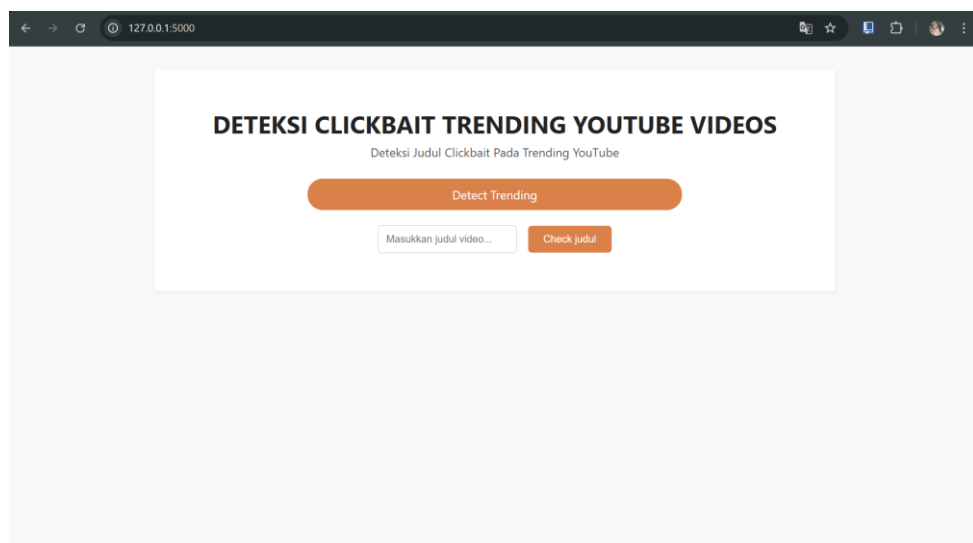 127.0.0.1:5000
DETEKSI CLICKBAIT TRENDING YOUTUBE VIDEOS
Deteksi Judul Clickbait Pada Trending YouTube
Detect Trending
Masukkan judul video...
Check judul